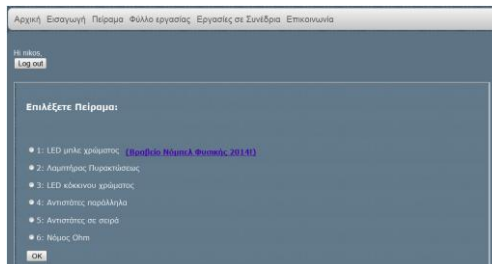 Αρχική Εισαγωγή Πείραμα Φύλλο εργασίας Εργασίες σε Συνέδρια Επικοινωνία
Hi nikos,
Log out
Επιλέξετε Πείραμα:
1: LED μπλε χρώματος (Βραβείο Νόμπελ Φυσικής 2014!)
2: Λαμπτήρας Πυρακτώσεως
3: LED κόκκινου χρώματος
4: Αντιστάτες παράλληλα
5: Αντιστάτες σε σειρά
6: Νόμος Ohm
OK